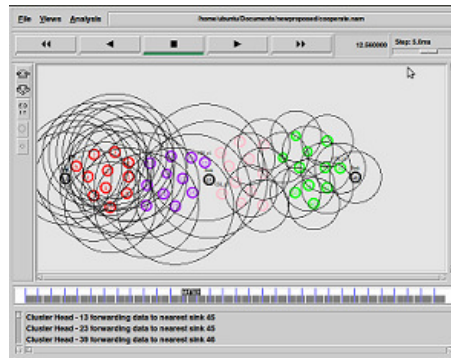 File Views Analysis
/home/ubuntu/Documents/newproposed/cooperate.nam
12.560000
Step: 5.0ms
Cluster Head - 13 forwarding data to nearest sink 45
Cluster Head - 23 forwarding data to nearest sink 45
Cluster Head - 39 forwarding data to nearest sink 46